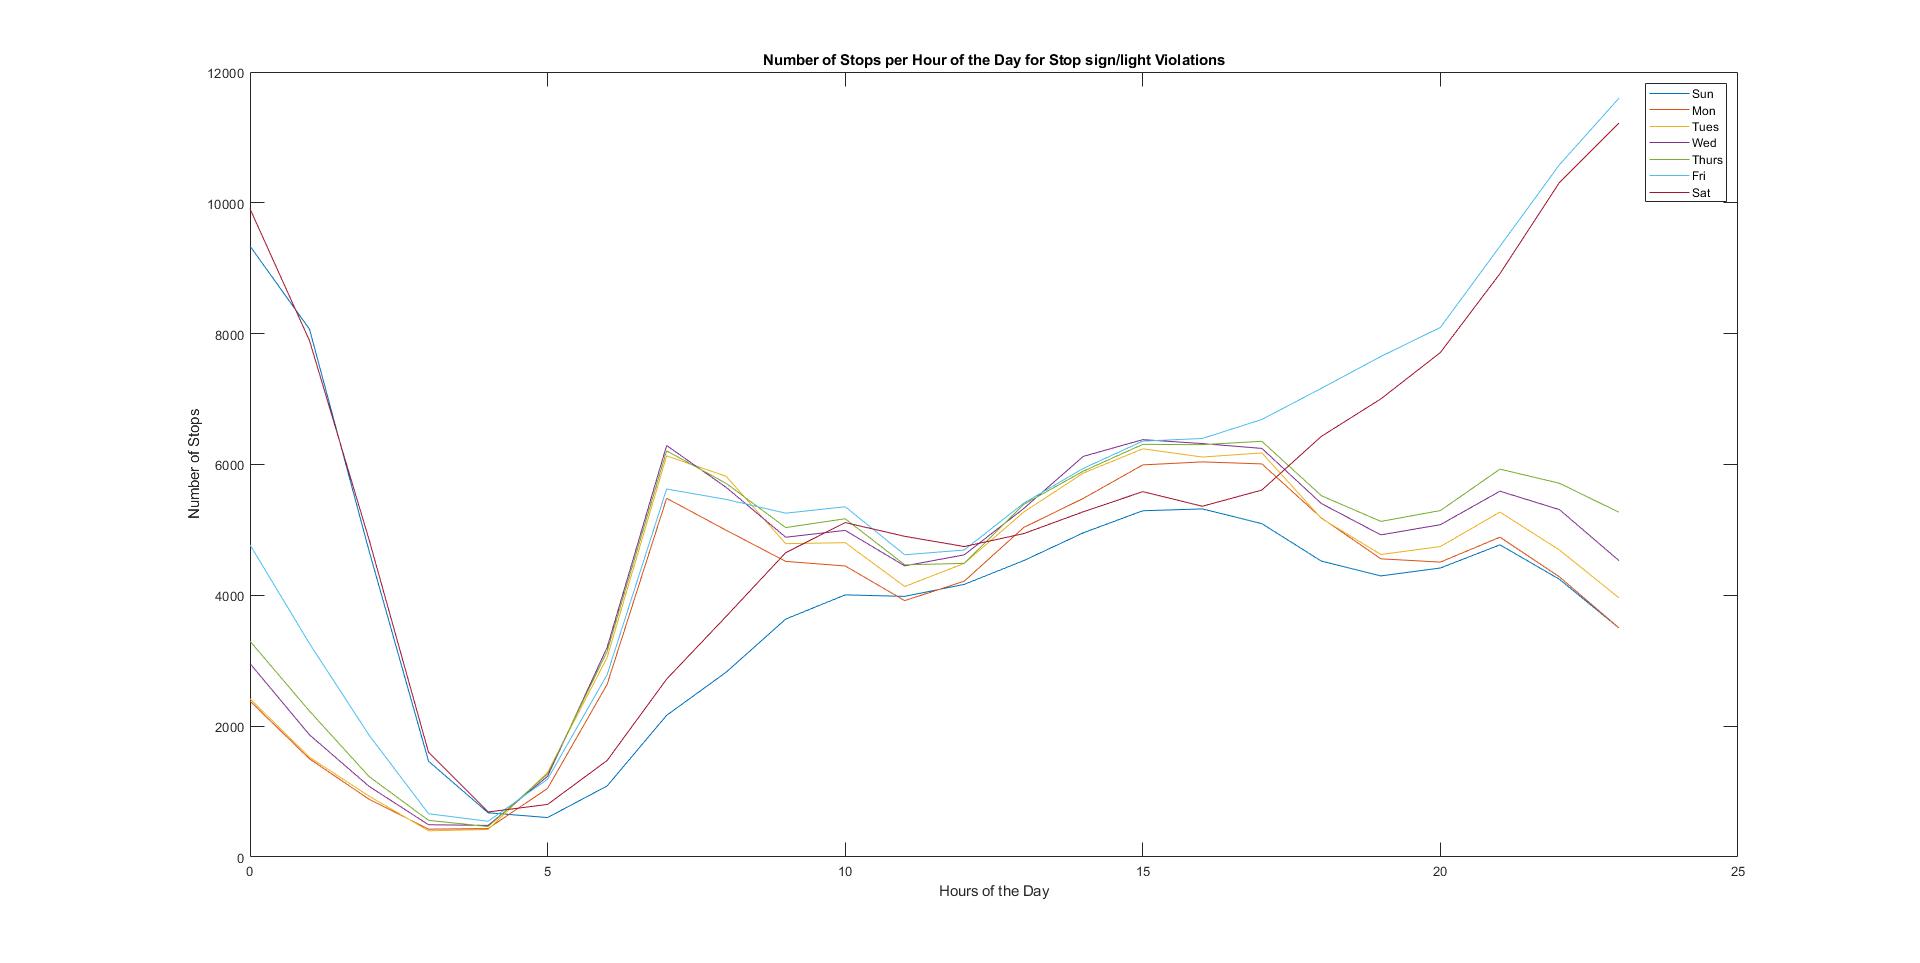 Number of Stops per Hour of the Day for Stop sign/light Violations
12000
10000
8000
6000
4000
2000
0
Number of Stops
Sun
Mon
Tues
Wed
Thurs
Fri
Sat
0 5 10 15 20 25
Hours of the Day